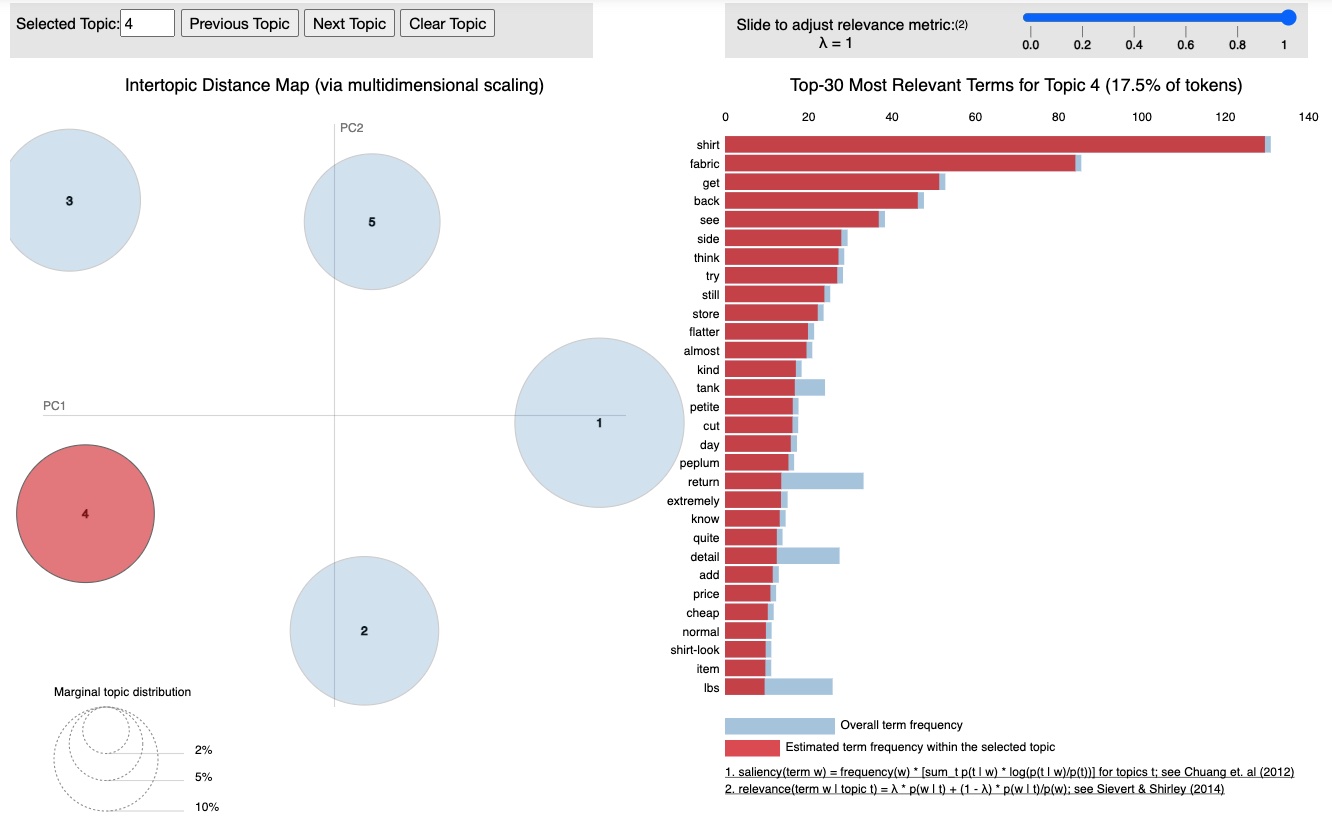 Selected Topic: 4 Previous Topic Next Topic Clear Topic
Slide to adjust relevance metric:(2)
λ = 1
0.0 0.2 0.4 0.6 0.8 1
Intertopic Distance Map (via multidimensional scaling)
PC2
PC1
3
5
1
4
2
Marginal topic distribution
2%
5%
10%
Top-30 Most Relevant Terms for Topic 4 (17.5% of tokens)
0 20 40 60 80 100 120 140
shirt
fabric
get
back
see
side
think
try
still
store
flatter
almost
kind
tank
petite
cut
day
peplum
return
extremely
know
quite
detail
add
price
cheap
normal
shirt-look
item
lbs
Overall term frequency
Estimated term frequency within the selected topic
1. saliency(term w) = frequency(w) * [sum_t p(t | w) * log(p(t | w)/p(t))] for topics t; see Chuang et. al (2012)
2. relevance(term w | topic t) = λ * p(w | t) + (1 - λ) * p(w | t)/p(w); see Sievert & Shirley (2014)